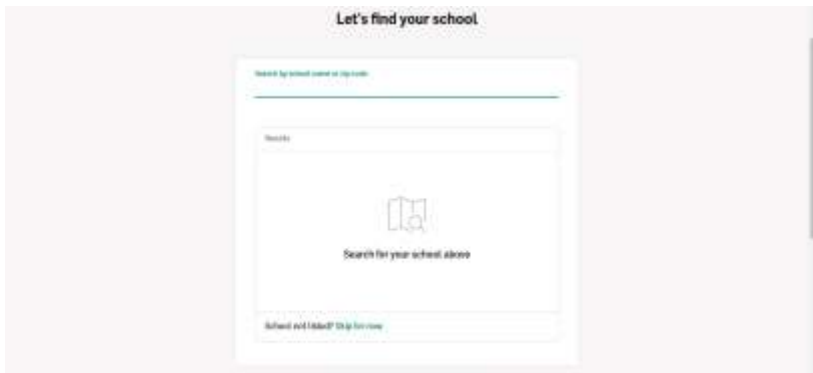 Let's find your school
Search by school name or zip code
Results
Search for your school above
School not listed? Skip for now